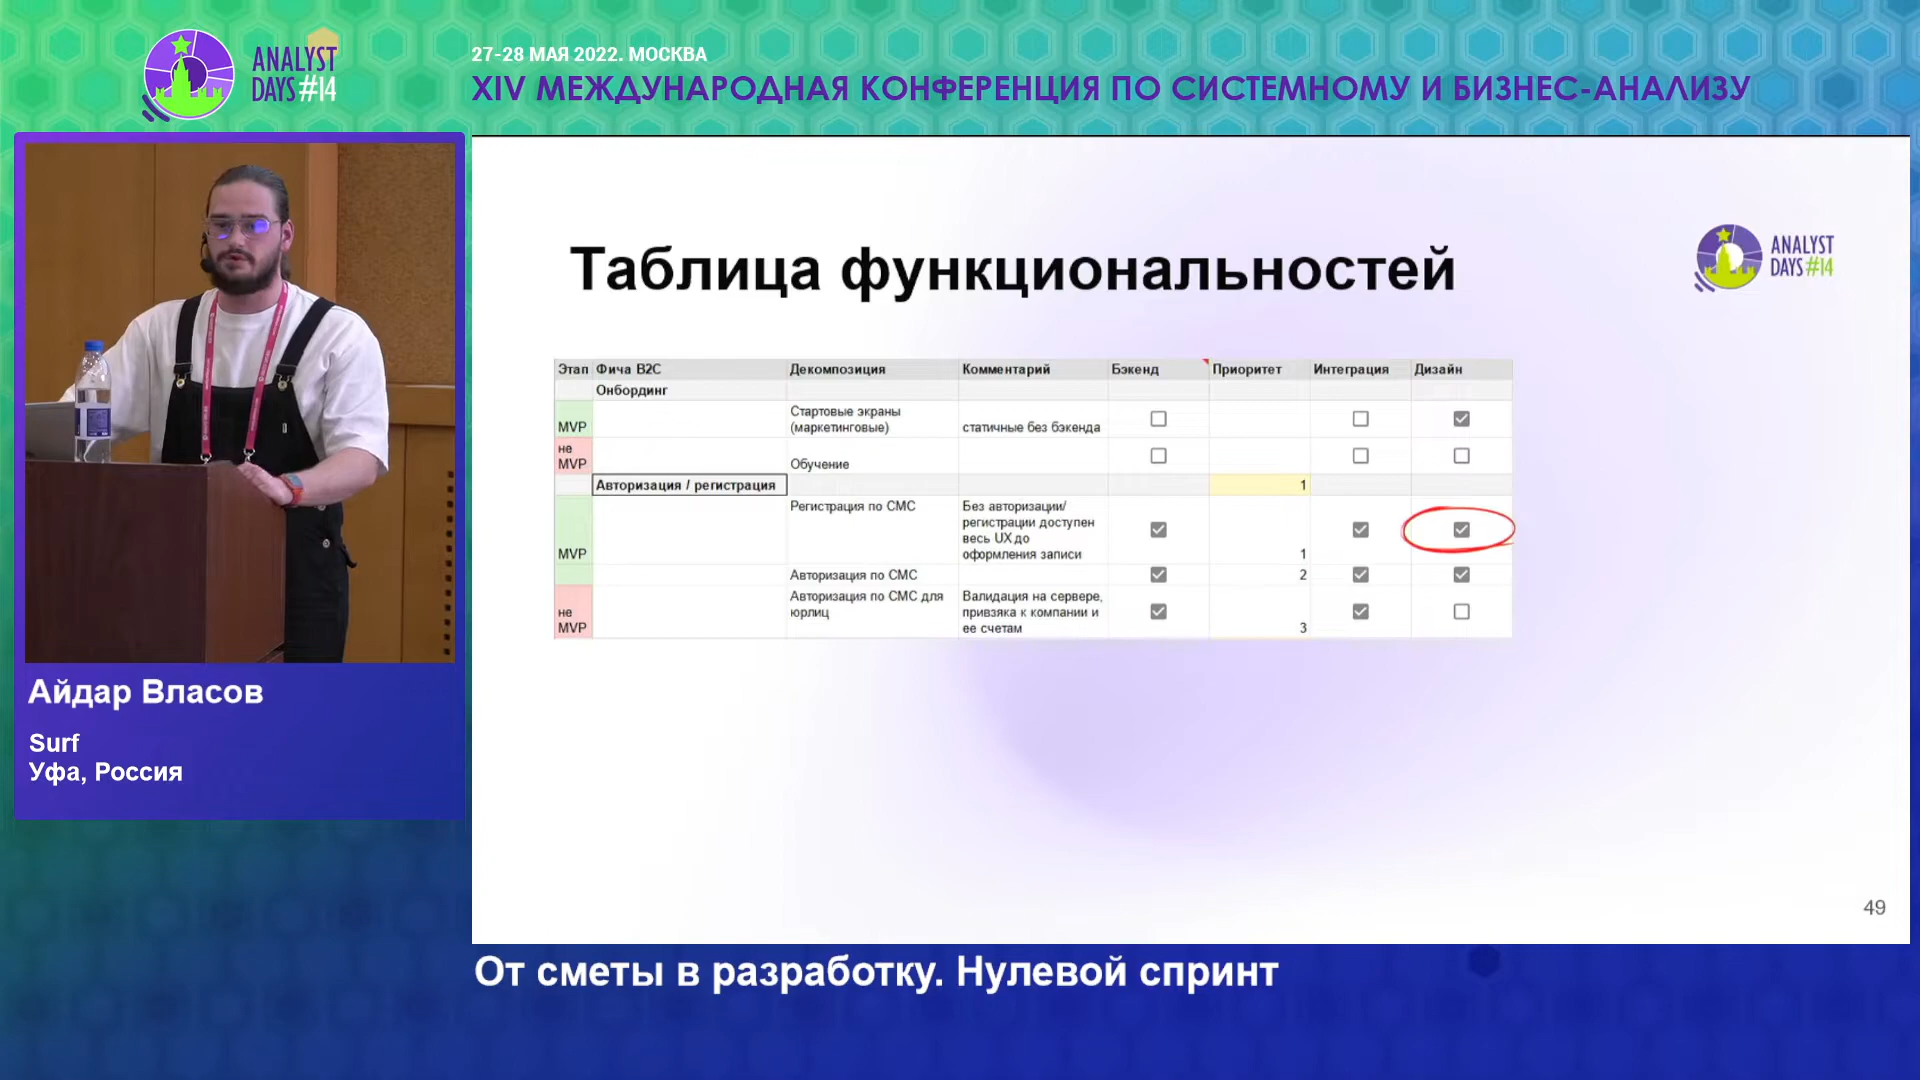 ANALYST
DAYS #14
27-28 МАЯ 2022. МОСКВА
XIV МЕЖДУНАРОДНАЯ КОНФЕРЕНЦИЯ ПО СИСТЕМНОМУ И БИЗНЕС-АНАЛИЗУ
Айдар Власов
Surf
Уфа, Россия
Таблица функциональностей
ANALYST
DAYS #14
Этап Фича B2C Декомпозиция Комментарий Бэкенд Приоритет Интеграция Дизайн
Онбординг
MVP Стартовые экраны (маркетинговые) статичные без бэкенда
не MVP Обучение
Авторизация / регистрация 1
MVP Регистрация по СМС Без авторизации/ регистрации доступен весь UX до оформления записи 1
Авторизация по СМС 2
не MVP Авторизация по СМС для юрлиц Валидация на сервере, привязка к компании и ее счетам 3
49
От сметы в разработку. Нулевой спринт